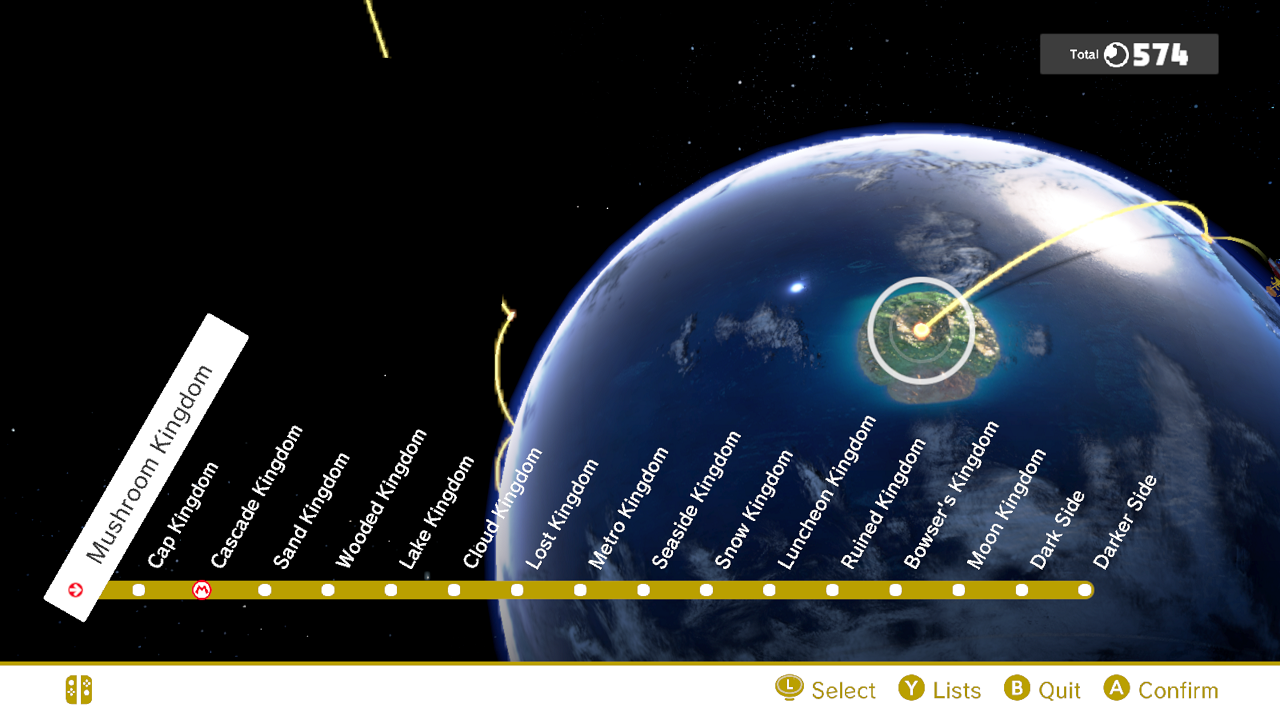 Total 574
Mushroom Kingdom
Cap Kingdom
Cascade Kingdom
Sand Kingdom
Wooded Kingdom
Lake Kingdom
Cloud Kingdom
Lost Kingdom
Metro Kingdom
Seaside Kingdom
Snow Kingdom
Luncheon Kingdom
Ruined Kingdom
Bowser's Kingdom
Moon Kingdom
Dark Side
Darker Side
L Select Y Lists B Quit A Confirm